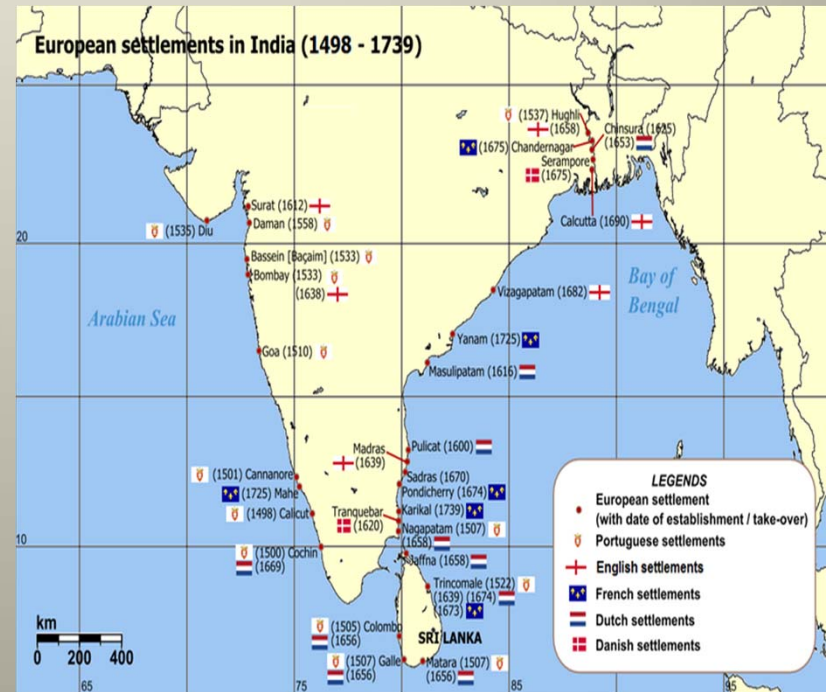 European settlements in India (1498 - 1739)
(1537) Hughli
(1658)
Chinsura (1625)
(1653)
(1675) Chandernagar
Serampore
(1675)
Calcutta (1690)
Surat (1612)
Daman (1558)
(1535) Diu
20
Bassein [Baçaim] (1533)
Bombay (1533)
(1638)
Bay of
Bengal
Vizagapatam (1682)
Arabian Sea
Yanam (1725)
Goa (1510)
Masulipatam (1616)
Pulicat (1600)
Madras
(1639)
Sadras (1670)
(1501) Cannanore
Pondicherry (1674)
(1725) Mahe
Karikal (1739)
(1498) Calicut
Tranquebar
(1620)
Nagapatam (1507)
(1658)
10
(1500) Cochin
(1669)
Jaffna (1658)
Trincomale (1522)
(1639) (1674)
(1673)
(1505) Colombo
(1656)
SRI LANKA
(1507) Galle
(1656)
Matara (1507)
(1656)
km
0 200 400
65
75
85
95
LEGENDS
European settlement
(with date of establishment / take-over)
Portuguese settlements
English settlements
French settlements
Dutch settlements
Danish settlements